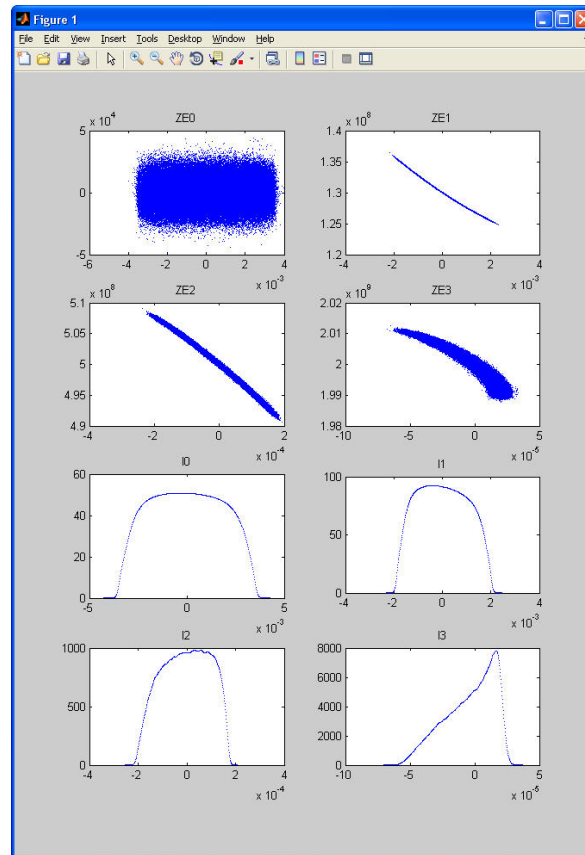 Figure 1
File Edit View Insert Tools Desktop Window Help
x 10^4 ZE0
5
0
-5
-6 -4 -2 0 2 4
x 10^-3
x 10^8 ZE1
1.4
1.35
1.3
1.25
1.2
-4 -2 0 2 4
x 10^-3
x 10^8 ZE2
5.1
5.05
5
4.95
4.9
-4 -2 0 2
x 10^-4
x 10^9 ZE3
2.02
2.01
2
1.99
1.98
-10 -5 0 5
x 10^-5
I0
60
40
20
0
-5 0 5
x 10^-3
I1
100
50
0
-4 -2 0 2 4
x 10^-3
I2
1000
500
0
-4 -2 0 2 4
x 10^-4
I3
8000
6000
4000
2000
0
-10 -5 0 5
x 10^-5